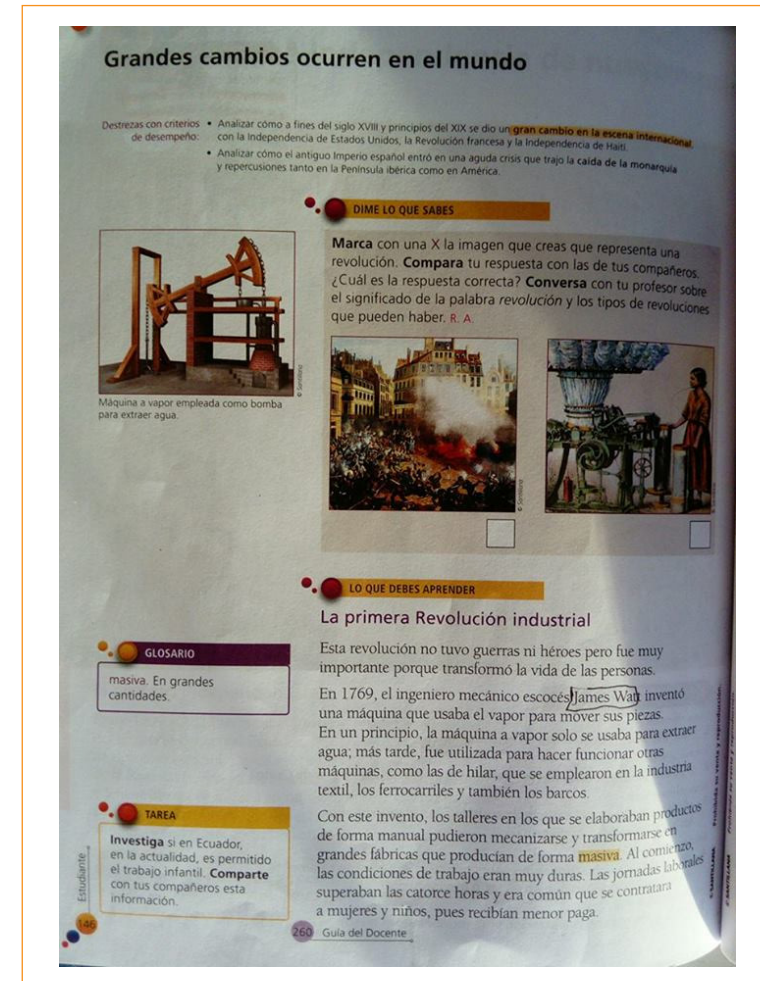 Grandes cambios ocurren en el mundo
Destrezas con criterios
de desempeño:
• Analizar cómo a fines del siglo XVIII y principios del XIX se dio un gran cambio en la escena internacional,
con la Independencia de Estados Unidos, la Revolución francesa y la Independencia de Haití.
• Analizar cómo el antiguo Imperio español entró en una aguda crisis que trajo la caída de la monarquía
y repercusiones tanto en la Península ibérica como en América.
DIME LO QUE SABES
Marca con una X la imagen que creas que representa una
revolución. Compara tu respuesta con las de tus compañeros.
¿Cuál es la respuesta correcta? Conversa con tu profesor sobre
el significado de la palabra revolución y los tipos de revoluciones
que pueden haber. R. A.
© Santillana
Máquina a vapor empleada como bomba
para extraer agua.
© Santillana
LO QUE DEBES APRENDER
La primera Revolución industrial
Esta revolución no tuvo guerras ni héroes pero fue muy
importante porque transformó la vida de las personas.
En 1769, el ingeniero mecánico escocés James Watt inventó
una máquina que usaba el vapor para mover sus piezas.
En un principio, la máquina a vapor solo se usaba para extraer
agua; más tarde, fue utilizada para hacer funcionar otras
máquinas, como las de hilar, que se emplearon en la industria
textil, los ferrocarriles y también los barcos.
Con este invento, los talleres en los que se elaboraban productos
de forma manual pudieron mecanizarse y transformarse en
grandes fábricas que producían de forma masiva. Al comienzo,
las condiciones de trabajo eran muy duras. Las jornadas laborales
superaban las catorce horas y era común que se contratara
a mujeres y niños, pues recibían menor paga.
GLOSARIO
masiva. En grandes
cantidades.
TAREA
Investiga si en Ecuador,
en la actualidad, es permitido
el trabajo infantil. Comparte
con tus compañeros esta
información.
Estudiante
146
260 Guía del Docente
© SANTILLANA Prohibida su venta y reproducción.